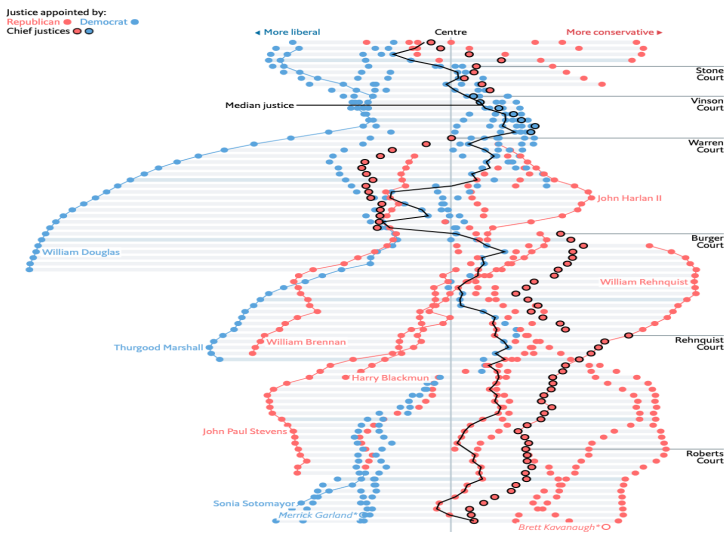 Justice appointed by:
Republican Democrat
Chief justices
◄ More liberal
Centre
More conservative ►
Stone
Court
Median justice
Vinson
Court
Warren
Court
John Harlan II
Burger
Court
William Douglas
William Rehnquist
Thurgood Marshall
William Brennan
Rehnquist
Court
Harry Blackmun
John Paul Stevens
Roberts
Court
Sonia Sotomayor
Merrick Garland*
Brett Kavanaugh*